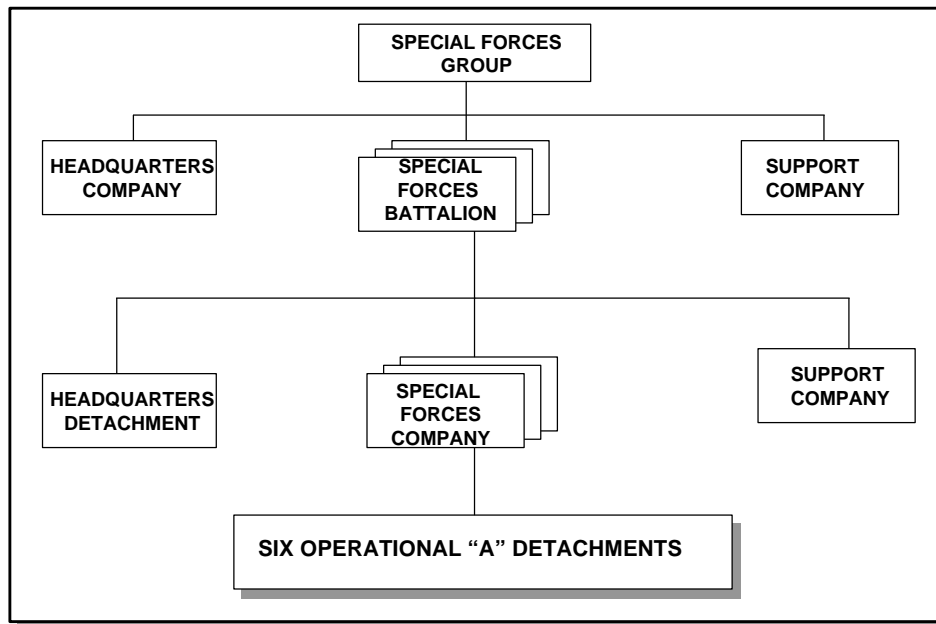 SPECIAL FORCES
GROUP
HEADQUARTERS
COMPANY
SPECIAL
FORCES
BATTALION
SUPPORT
COMPANY
HEADQUARTERS
DETACHMENT
SPECIAL
FORCES
COMPANY
SUPPORT
COMPANY
SIX OPERATIONAL “A” DETACHMENTS